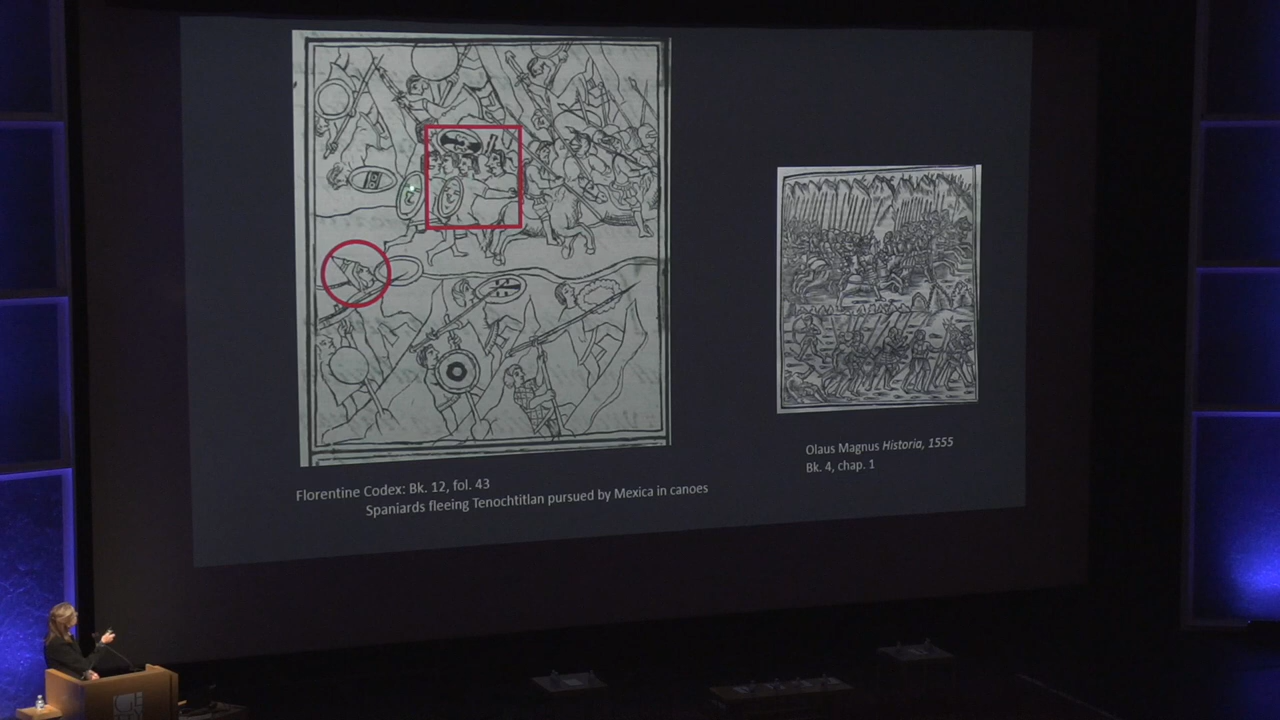 Florentine Codex: Bk. 12, fol. 43
Spaniards fleeing Tenochtitlan pursued by Mexica in canoes
Olaus Magnus Historia, 1555
Bk. 4, chap. 1